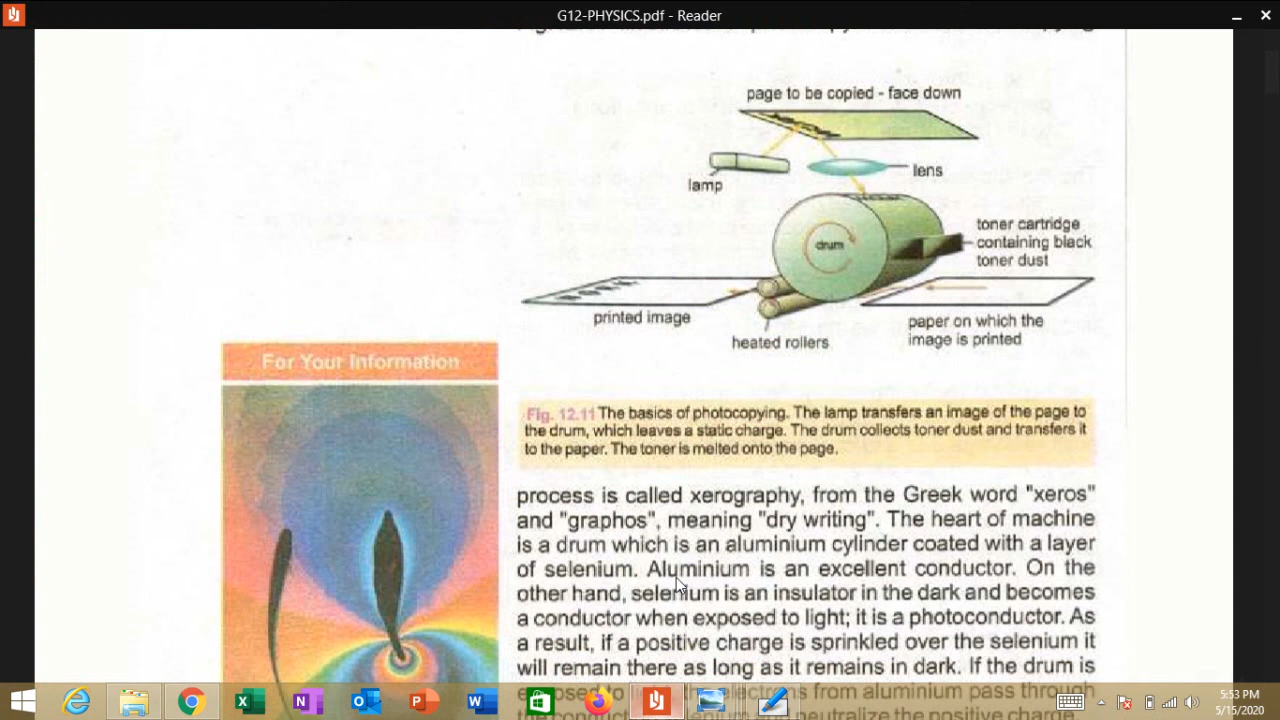 G12-PHYSICS.pdf - Reader
page to be copied - face down
lamp
lens
drum
toner cartridge
containing black
toner dust
printed image
heated rollers
paper on which the
image is printed
For Your Information
Fig. 12.11 The basics of photocopying. The lamp transfers an image of the page to
the drum, which leaves a static charge. The drum collects toner dust and transfers it
to the paper. The toner is melted onto the page.
process is called xerography, from the Greek word "xeros"
and "graphos", meaning "dry writing". The heart of machine
is a drum which is an aluminium cylinder coated with a layer
of selenium. Aluminium is an excellent conductor. On the
other hand, selenium is an insulator in the dark and becomes
a conductor when exposed to light; it is a photoconductor. As
a result, if a positive charge is sprinkled over the selenium it
will remain there as long as it remains in dark. If the drum is
electrons from aluminium pass through
neutralize the positive charge.
5:53 PM
5/15/2020